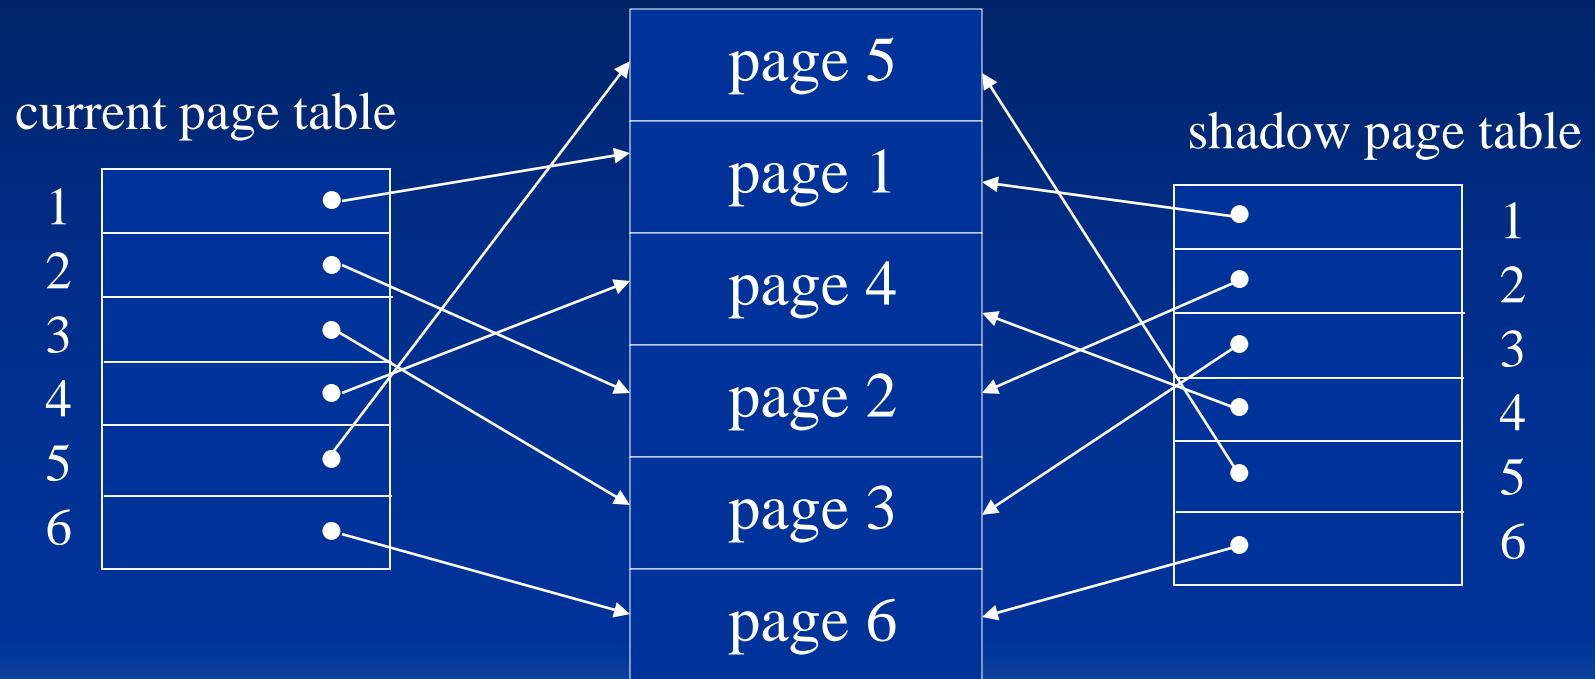 current page table
1
2
3
4
5
6
page 5
page 1
page 4
page 2
page 3
page 6
shadow page table
1
2
3
4
5
6